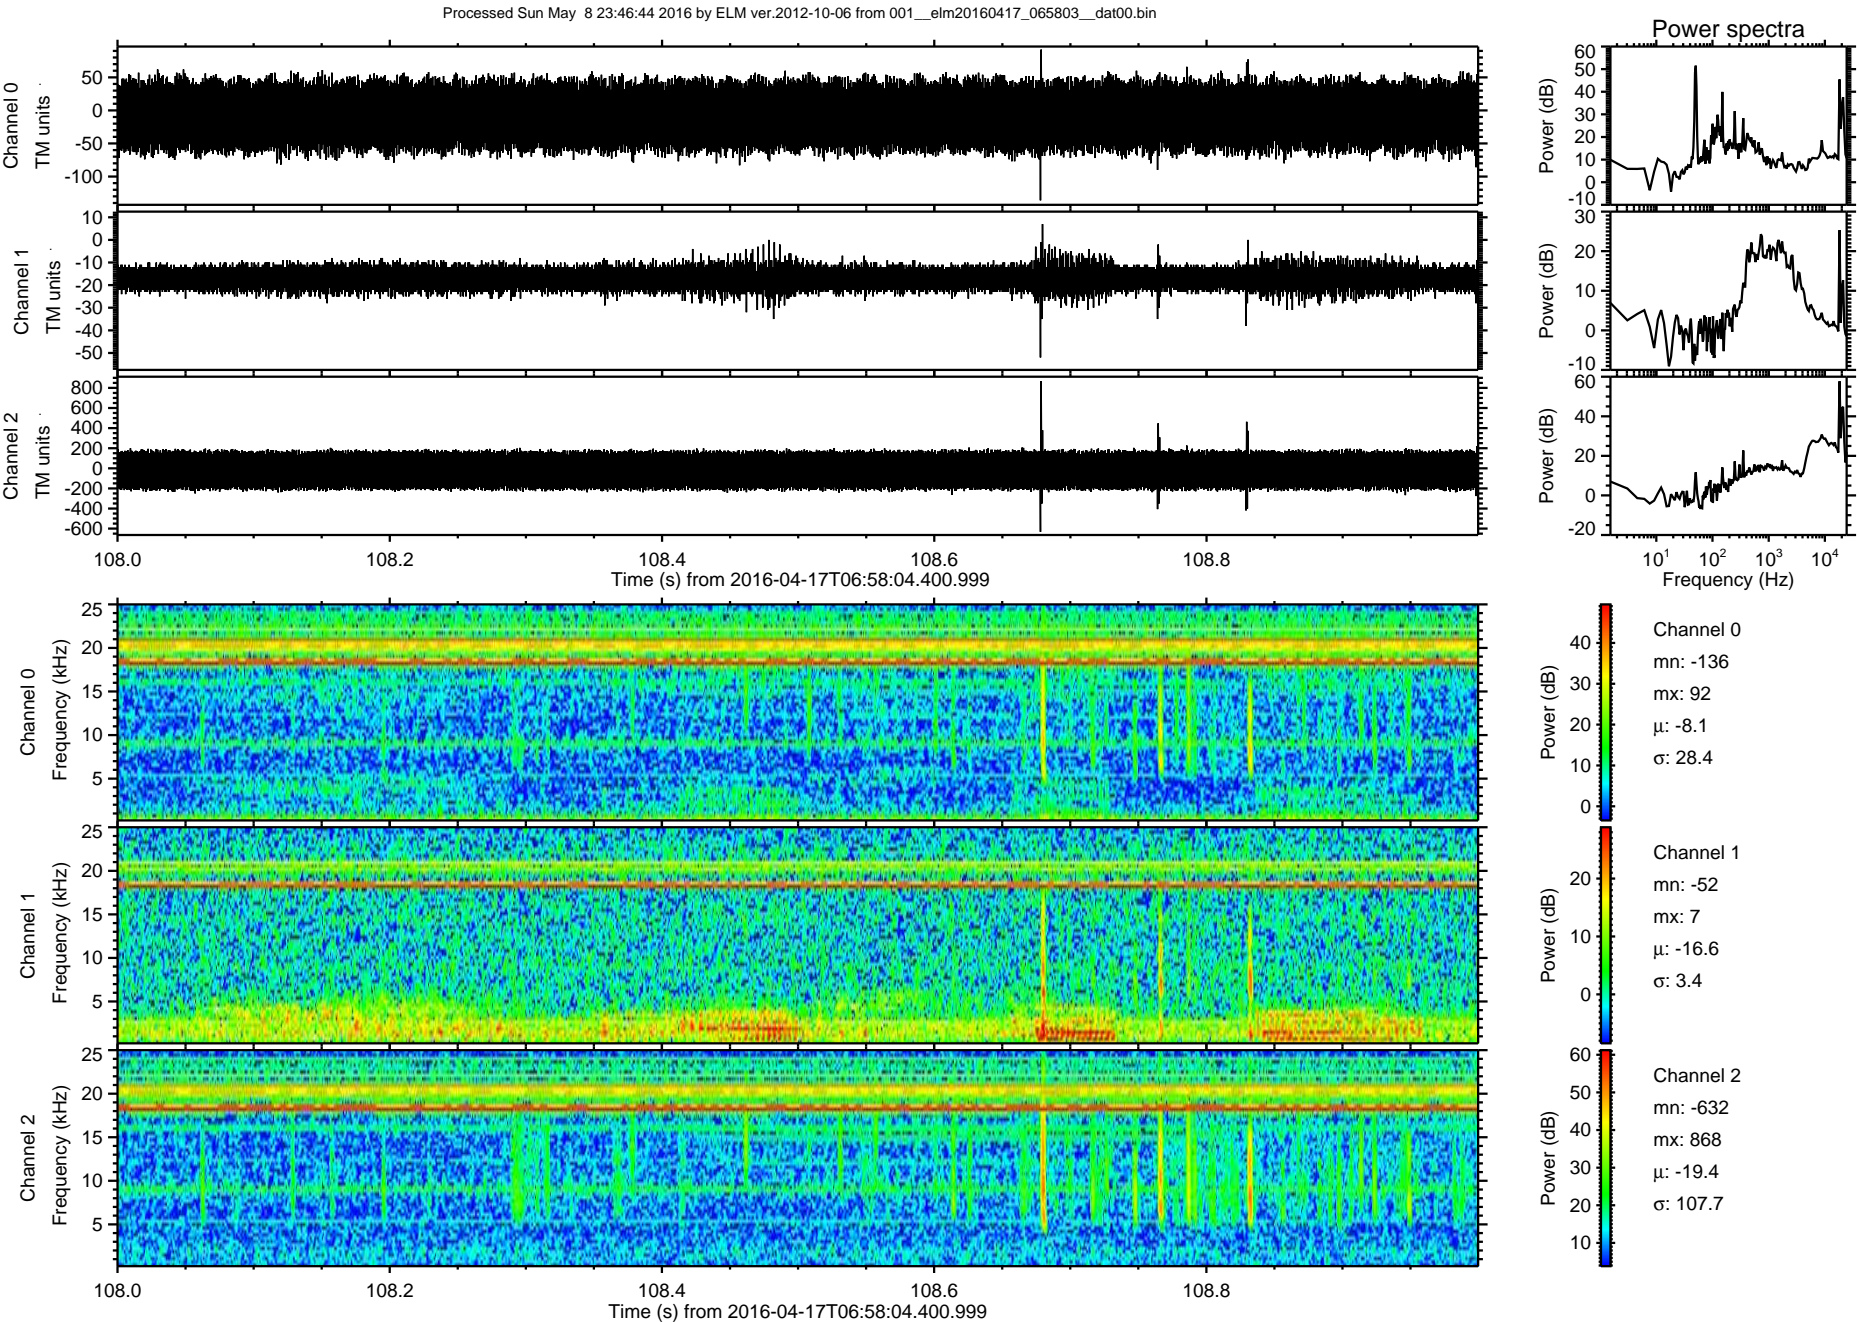 Processed Sun May  8 23:46:44 2016 by ELM ver.2012-10-06 from 001__elm20160417_065803__dat00.bin
Power spectra
Channel 0
TM units
50
0
-50
-100
Power (dB)
60
50
40
30
20
10
0
-10
Channel 1
TM units
10
0
-10
-20
-30
-40
-50
Power (dB)
30
20
10
0
-10
Channel 2
TM units
800
600
400
200
0
-200
-400
-600
Power (dB)
60
40
20
0
-20
108.0 108.2 108.4 108.6 108.8
Time (s) from 2016-04-17T06:58:04.400.999
10¹ 10² 10³ 10⁴
Frequency (Hz)
Channel 0
Frequency (kHz)
25
20
15
10
5
Power (dB)
40
30
20
10
0
Channel 0
mn: -136
mx: 92
μ: -8.1
σ: 28.4
Channel 1
Frequency (kHz)
25
20
15
10
5
Power (dB)
20
10
0
Channel 1
mn: -52
mx: 7
μ: -16.6
σ: 3.4
Channel 2
Frequency (kHz)
25
20
15
10
5
Power (dB)
60
50
40
30
20
10
Channel 2
mn: -632
mx: 868
μ: -19.4
σ: 107.7
108.0 108.2 108.4 108.6 108.8
Time (s) from 2016-04-17T06:58:04.400.999